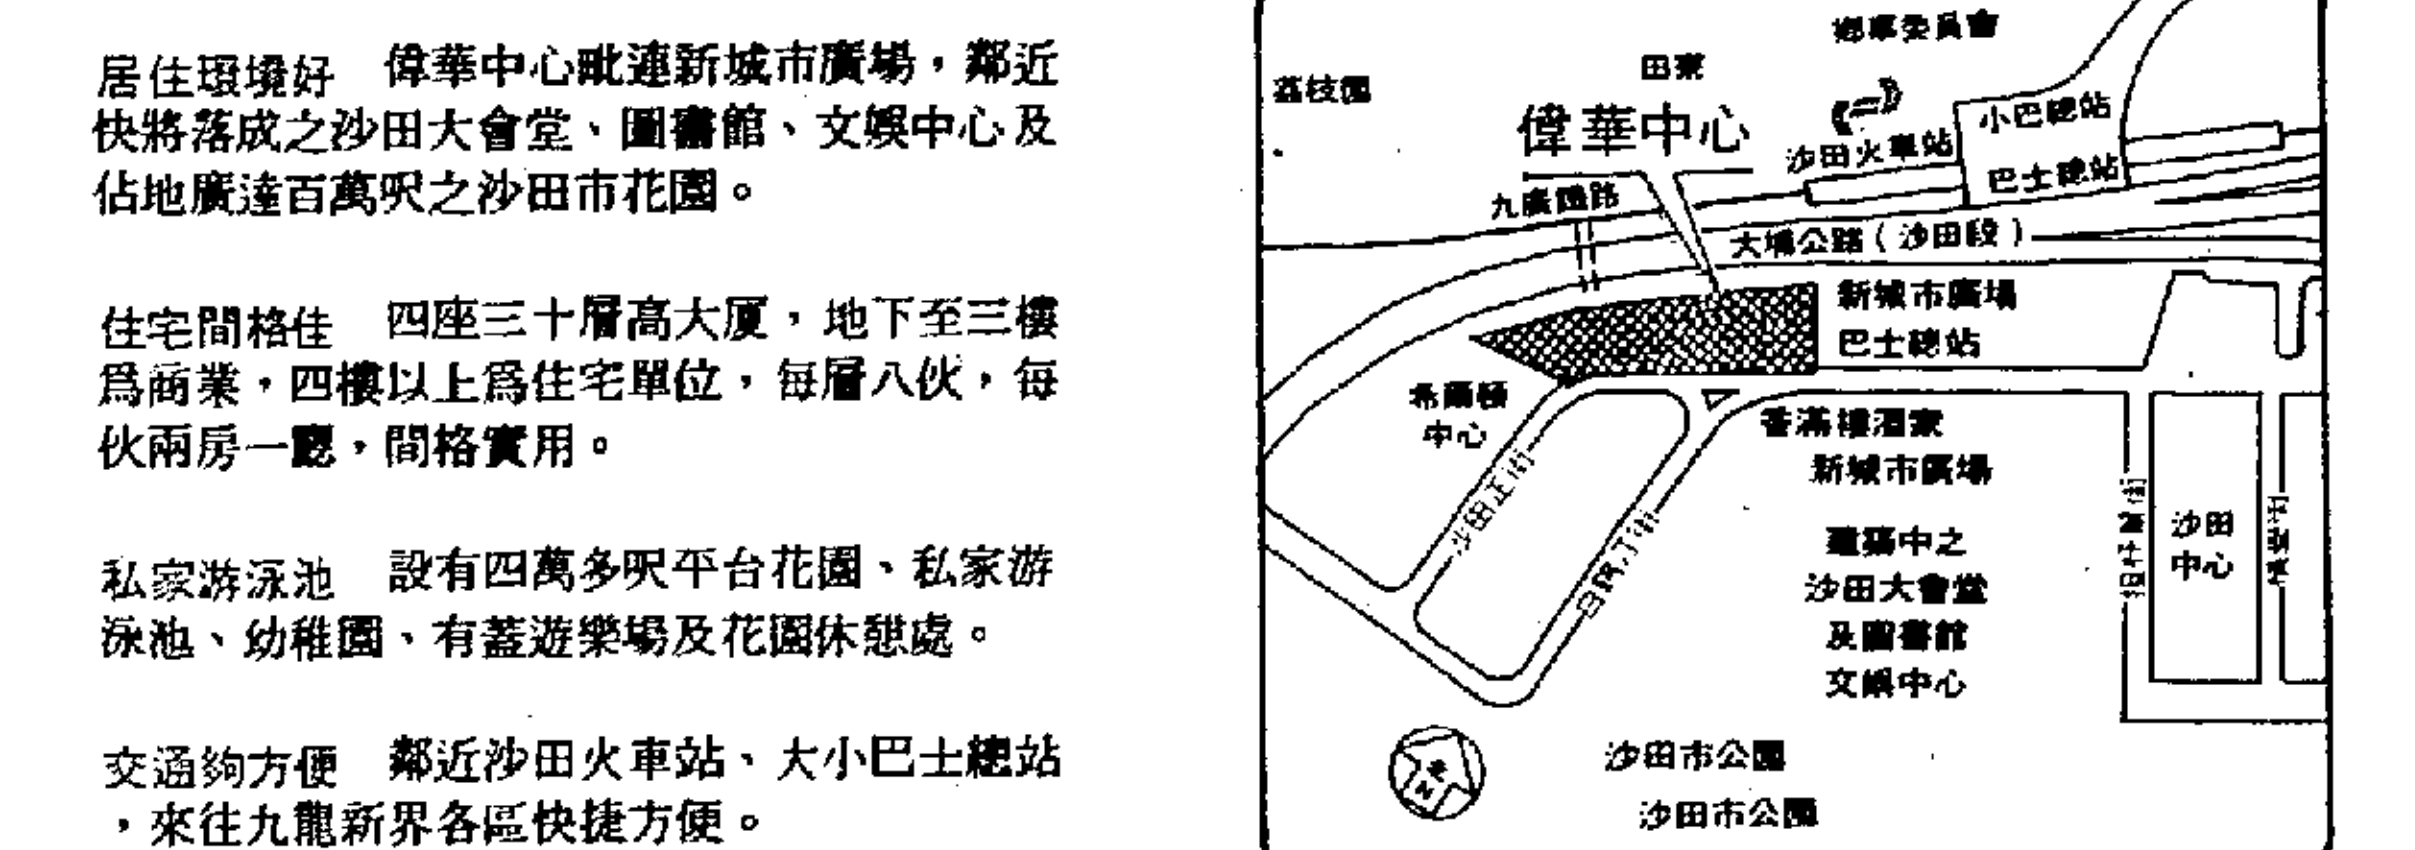 居住環境好　偉華中心毗連新城市廣場，鄰近
快將落成之沙田大會堂、圖書館、文娛中心及
佔地廣達百萬呎之沙田市花園。
住宅間格佳　四座三十層高大厦，地下至三樓
爲商業，四樓以上爲住宅單位，每層八伙，每
伙兩房一廳，間格實用。
私家游泳池　設有四萬多呎平台花園、私家游
泳池、幼稚園、有蓋遊樂場及花園休憇處。
交通夠方便　鄰近沙田火車站、大小巴士總站
，來往九龍新界各區快捷方便。
鄉事委員會
田寮
荔枝園
偉華中心
小巴總站
沙田火車站
巴士總站
九廣鐵路
大埔公路（沙田段）
新城市廣場
巴士總站
希爾頓
中心
沙田正街
白鶴汀街
香滿樓酒家
新城市廣場
建築中之
沙田大會堂
及圖書館
文娛中心
沙田
中心
橫壆街
沙田市公園
沙田市公園
N